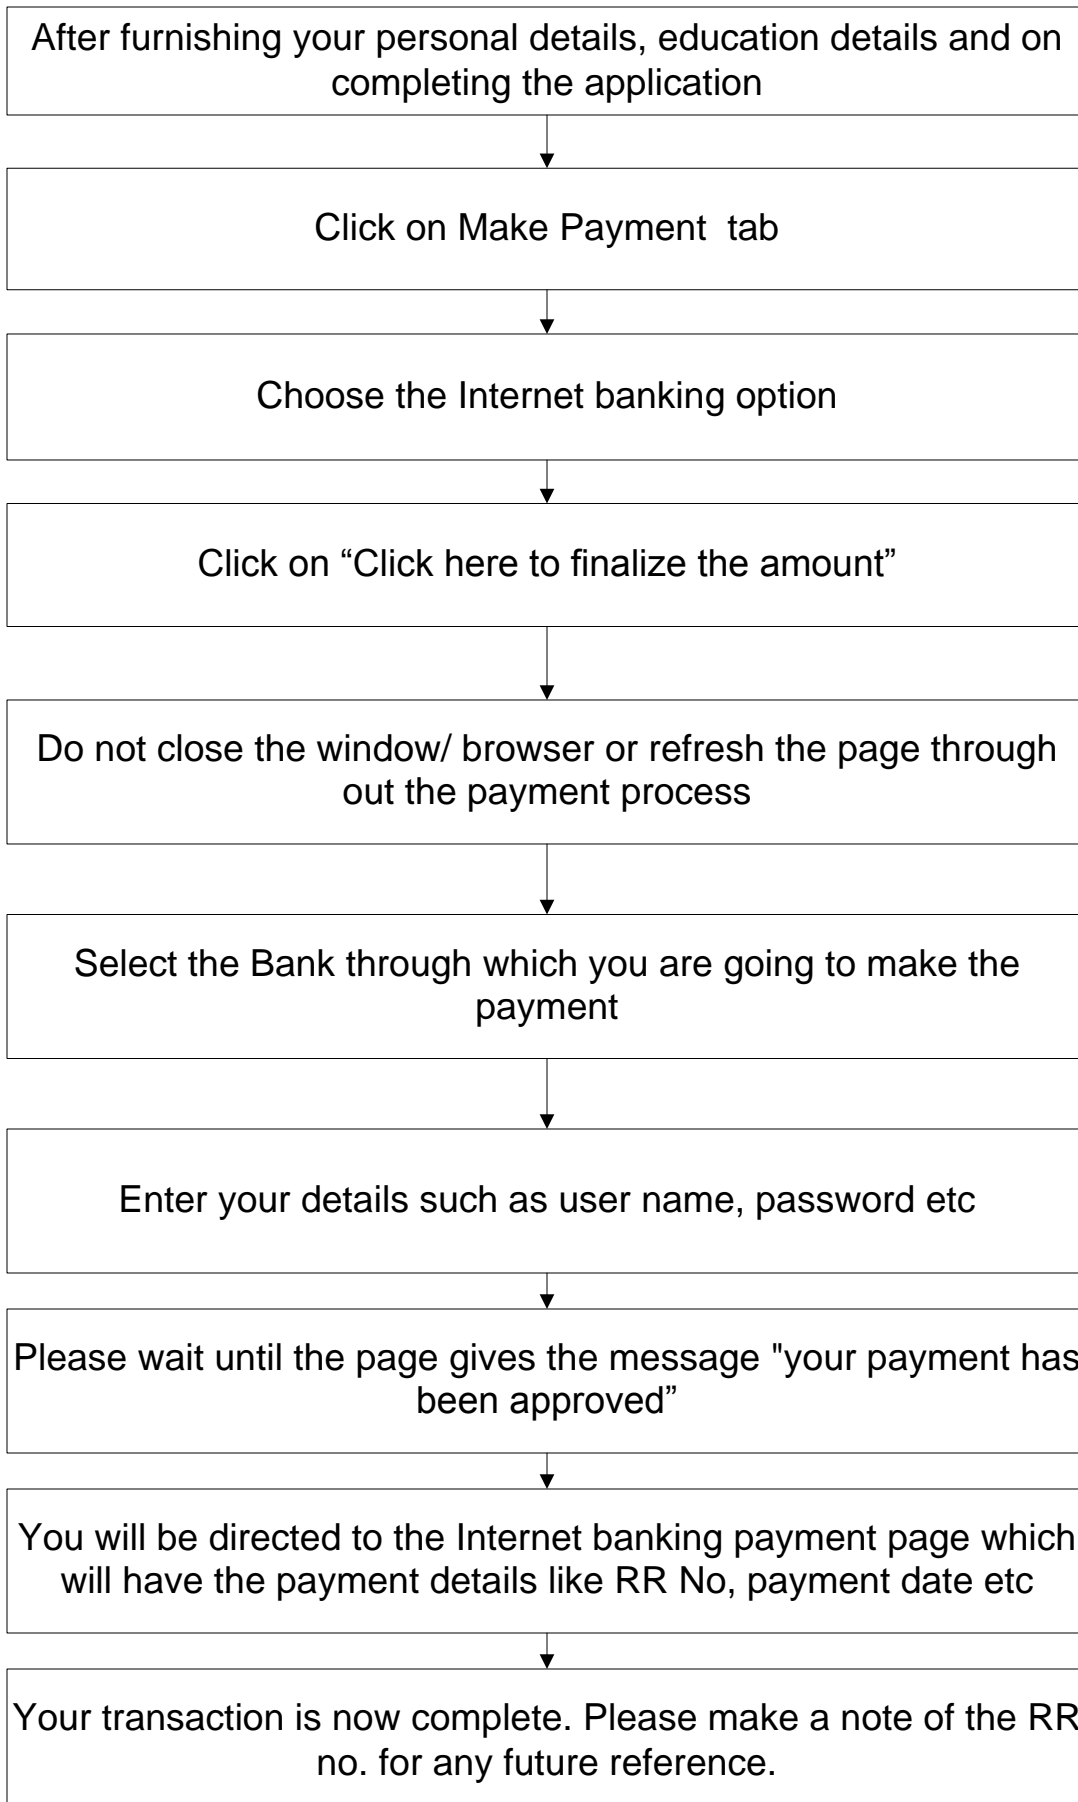 After furnishing your personal details, education details and on
completing the application
Click on Make Payment  tab
Choose the Internet banking option
Click on “Click here to finalize the amount”
Do not close the window/ browser or refresh the page through
out the payment process
Select the Bank through which you are going to make the
payment
Enter your details such as user name, password etc
Please wait until the page gives the message "your payment has
been approved”
You will be directed to the Internet banking payment page which
will have the payment details like RR No, payment date etc
Your transaction is now complete. Please make a note of the RR
no. for any future reference.